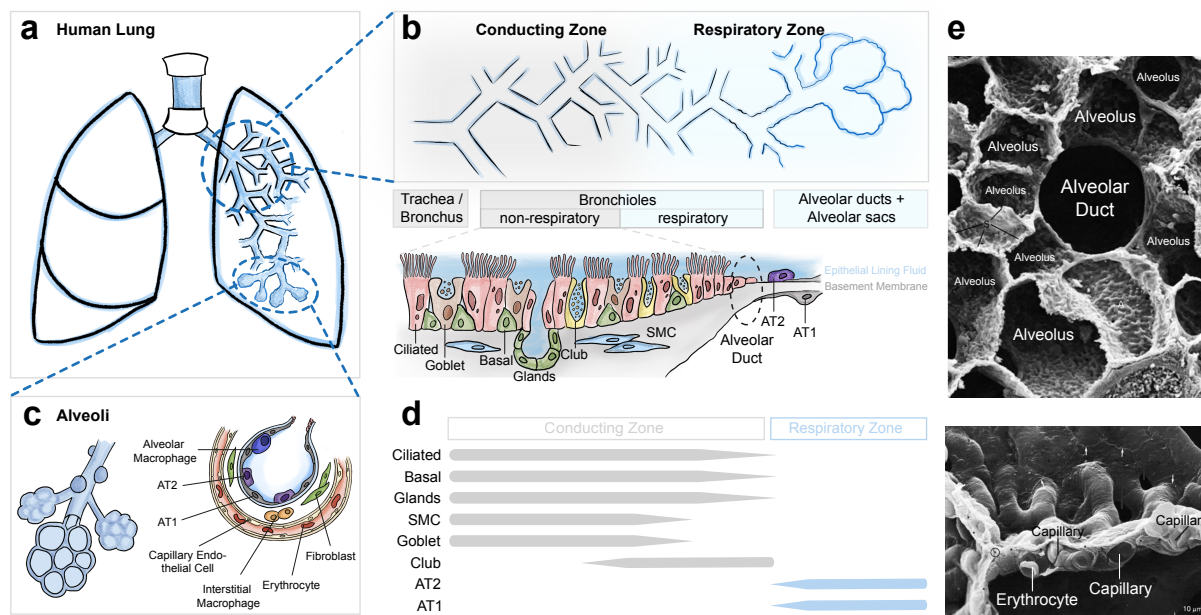 a Human Lung
b
Conducting Zone Respiratory Zone
Trachea /
Bronchus
Bronchioles
non-respiratory respiratory
Alveolar ducts +
Alveolar sacs
Epithelial Lining Fluid
Basement Membrane
Ciliated
Goblet
Basal
Glands
Club
SMC
Alveolar
Duct
AT2
AT1
c Alveoli
Alveolar
Macrophage
AT2
AT1
Capillary Endo-
thelial Cell
Interstitial
Macrophage
Erythrocyte
Fibroblast
d
Conducting Zone Respiratory Zone
Ciliated
Basal
Glands
SMC
Goblet
Club
AT2
AT1
e
Alveolus
Alveolus
Alveolus
Alveolus
Alveolar
Duct
Alveolus
Alveolus
Alveolus
Alveolus
A
Capillary
Capillar
Capillary
Erythrocyte
10 µm